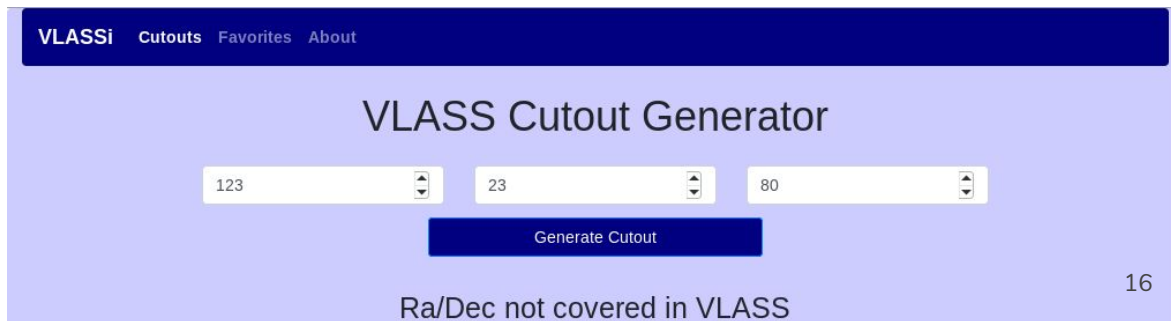 VLASSi Cutouts Favorites About
VLASS Cutout Generator
123 23 80
Generate Cutout
16
Ra/Dec not covered in VLASS